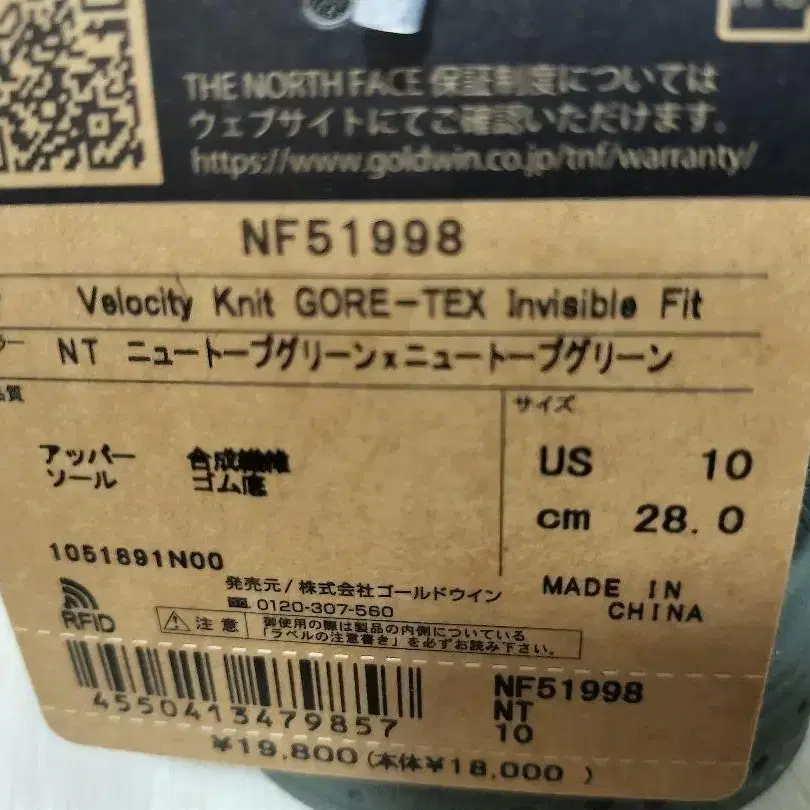 THE NORTH FACE 保証制度については
ウェブサイトにてご確認いただけます。
https://www.goldwin.co.jp/tnf/warranty/
NF51998
Velocity Knit GORE-TEX Invisible Fit
NT ニュートープグリーンxニュートープグリーン
品質
サイズ
アッパー 合成繊維
ソール ゴム底
US 10
cm 28.0
1051891N00
発売元/株式会社ゴールドウイン
0120-307-560
MADE IN
CHINA
RFID
注意
御使用の際は製品の内側についている
「ラベルの注意書き」を必ずお読み下さい。
4550413479857
NF51998
NT
10
¥19,800(本体¥18,000 )